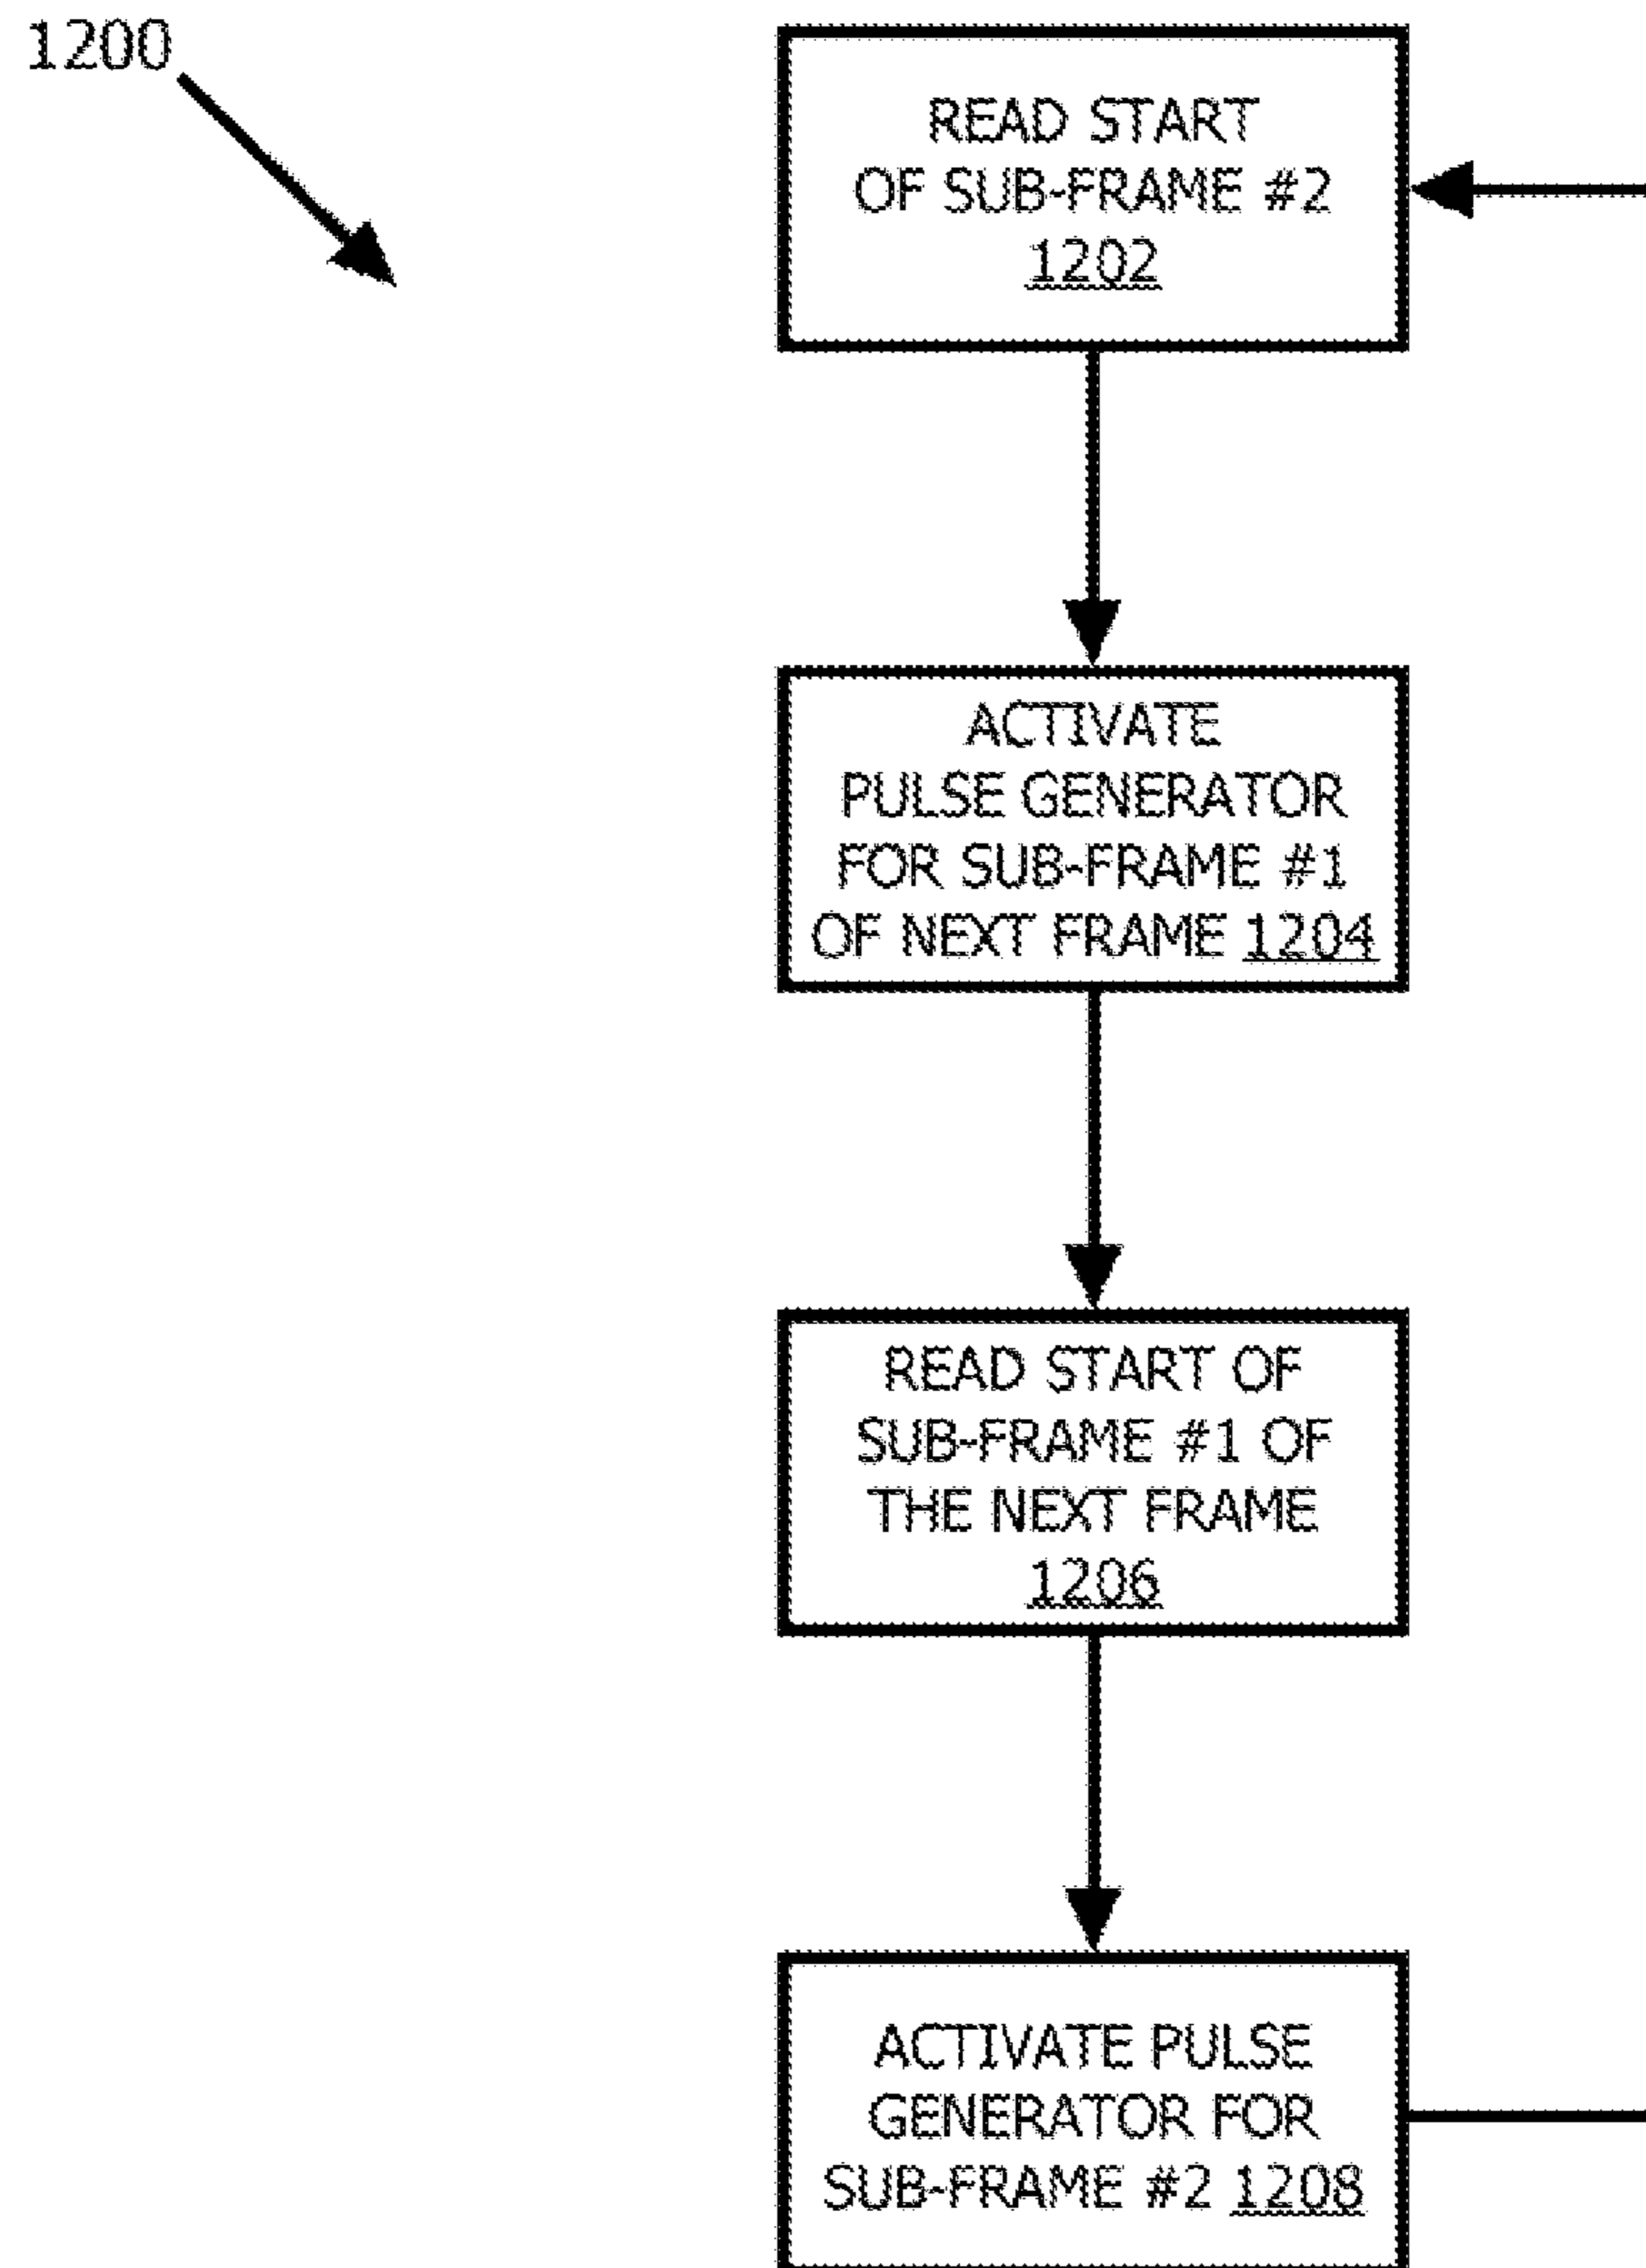 1200
READ START
OF SUB-FRAME #2
1202
ACTIVATE
PULSE GENERATOR
FOR SUB-FRAME #1
OF NEXT FRAME 1204
READ START OF
SUB-FRAME #1 OF
THE NEXT FRAME
1206
ACTIVATE PULSE
GENERATOR FOR
SUB-FRAME #2 1208